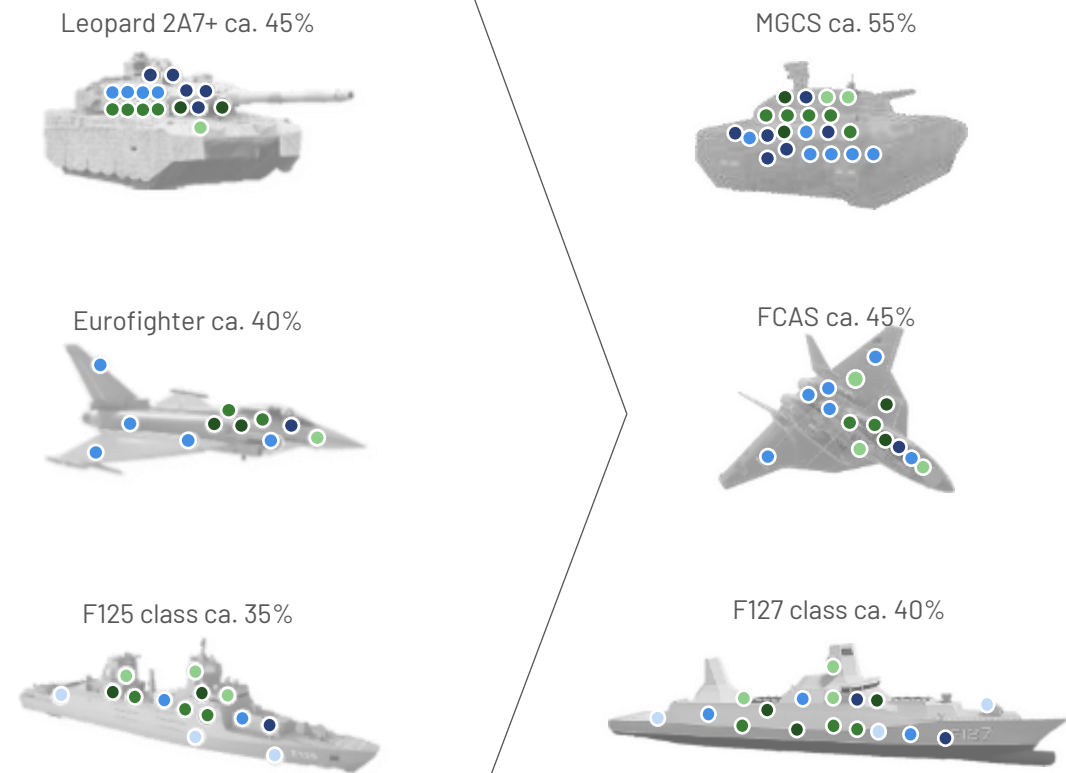 Leopard 2A7+ ca. 45%
MGCS ca. 55%
Eurofighter ca. 40%
FCAS ca. 45%
F125 class ca. 35%
F127 class ca. 40%
F127